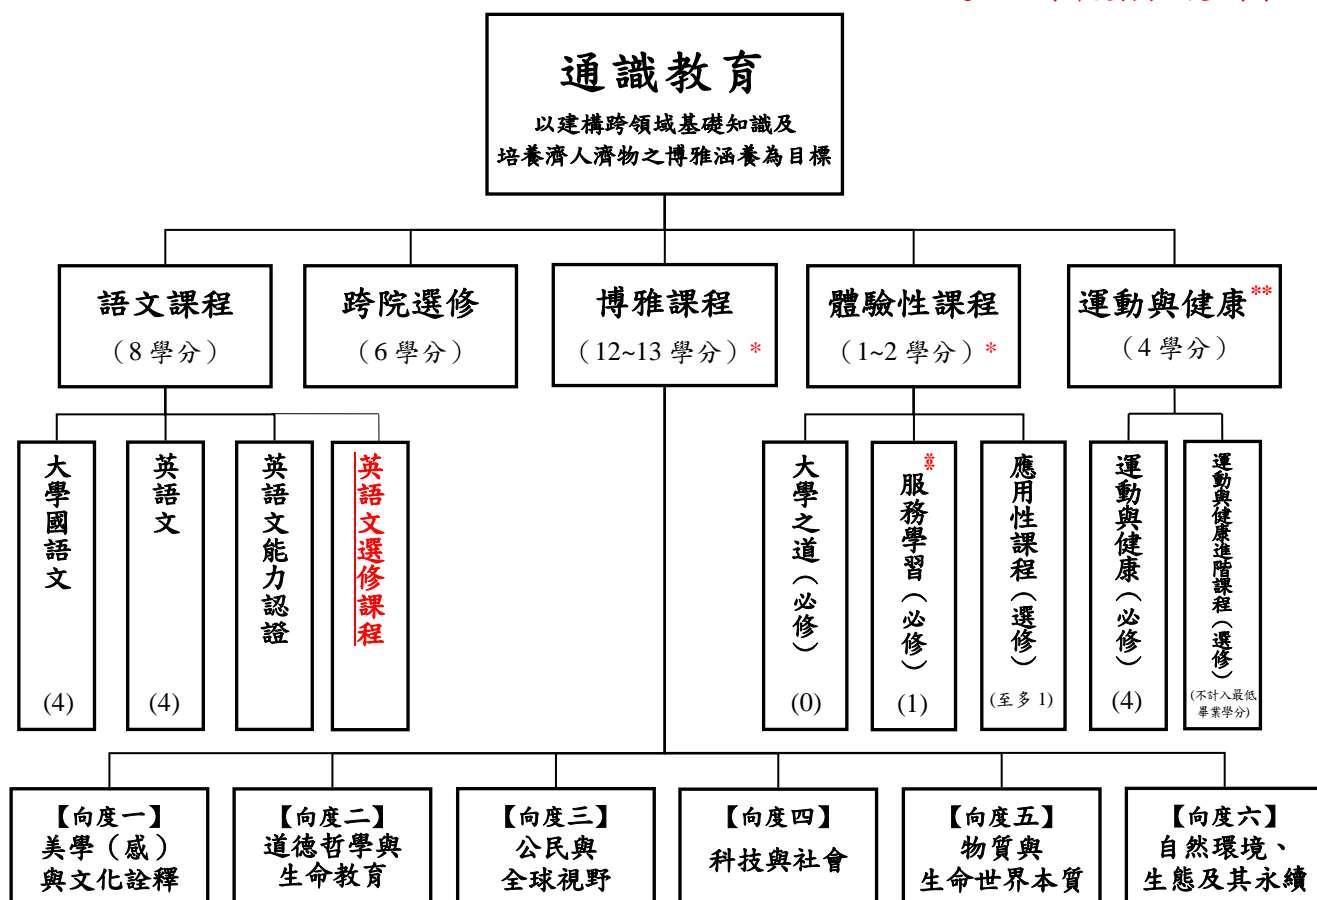 通識教育
以建構跨領域基礎知識及
培養濟人濟物之博雅涵養為目標
語文課程
（8 學分）
跨院選修
（6 學分）
博雅課程
（12~13 學分）*
體驗性課程
（1~2 學分）*
運動與健康**
（4 學分）
大學國語文
(4)
英語文
(4)
英語文能力認證
英語文選修課程
大學之道（必修）
(0)
※服務學習（必修）
(1)
應用性課程（選修）
(至多 1)
運動與健康（必修）
(4)
運動與健康進階課程（選修）
(不計入最低
畢業學分)
【向度一】
美學（感）
與文化詮釋
【向度二】
道德哲學與
生命教育
【向度三】
公民與
全球視野
【向度四】
科技與社會
【向度五】
物質與
生命世界本質
【向度六】
自然環境、
生態及其永續